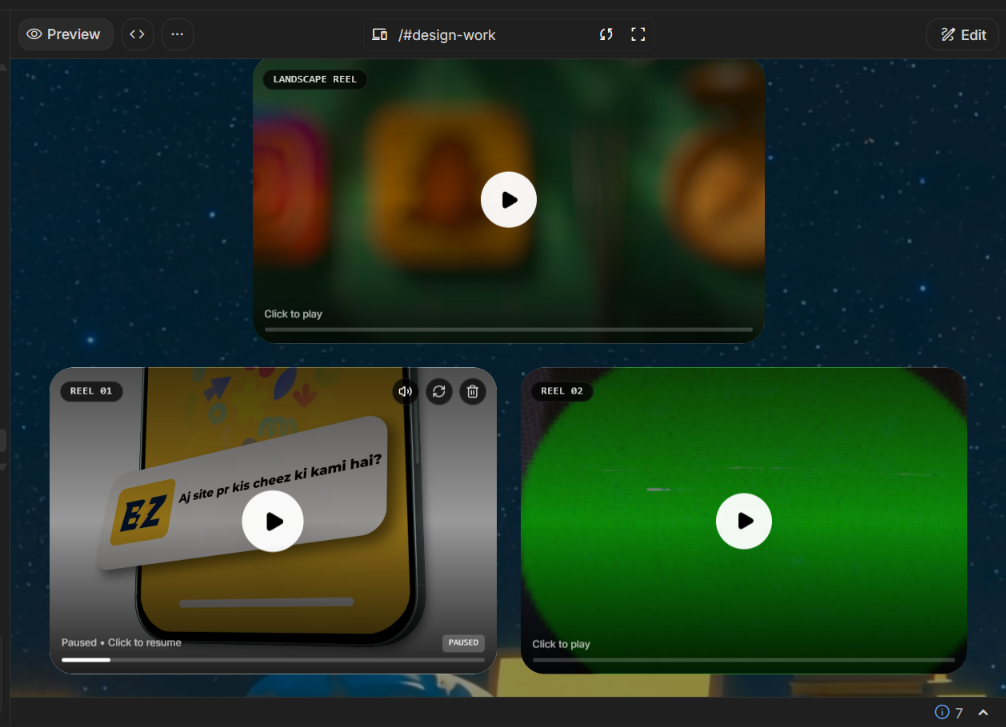 Preview
/#design-work
Edit
LANDSCAPE REEL
Click to play
REEL 01
Aj site pr kis cheez ki kami hai?
EZ
Paused • Click to resume
PAUSED
REEL 02
Click to play
7